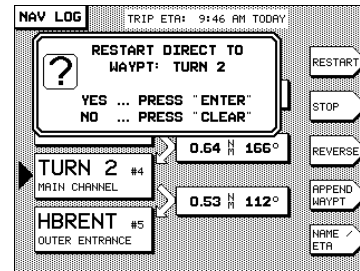 NAV LOG
TRIP ETA: 9:46 AM TODAY
?
RESTART DIRECT TO
WAYPT: TURN 2
YES ... PRESS "ENTER"
NO ... PRESS "CLEAR"
0.64 NM 166°
TURN 2 #4
MAIN CHANNEL
0.53 NM 112°
HBRENT #5
OUTER ENTRANCE
RESTART
STOP
REVERSE
APPEND
WAYPT
NAME /
ETA